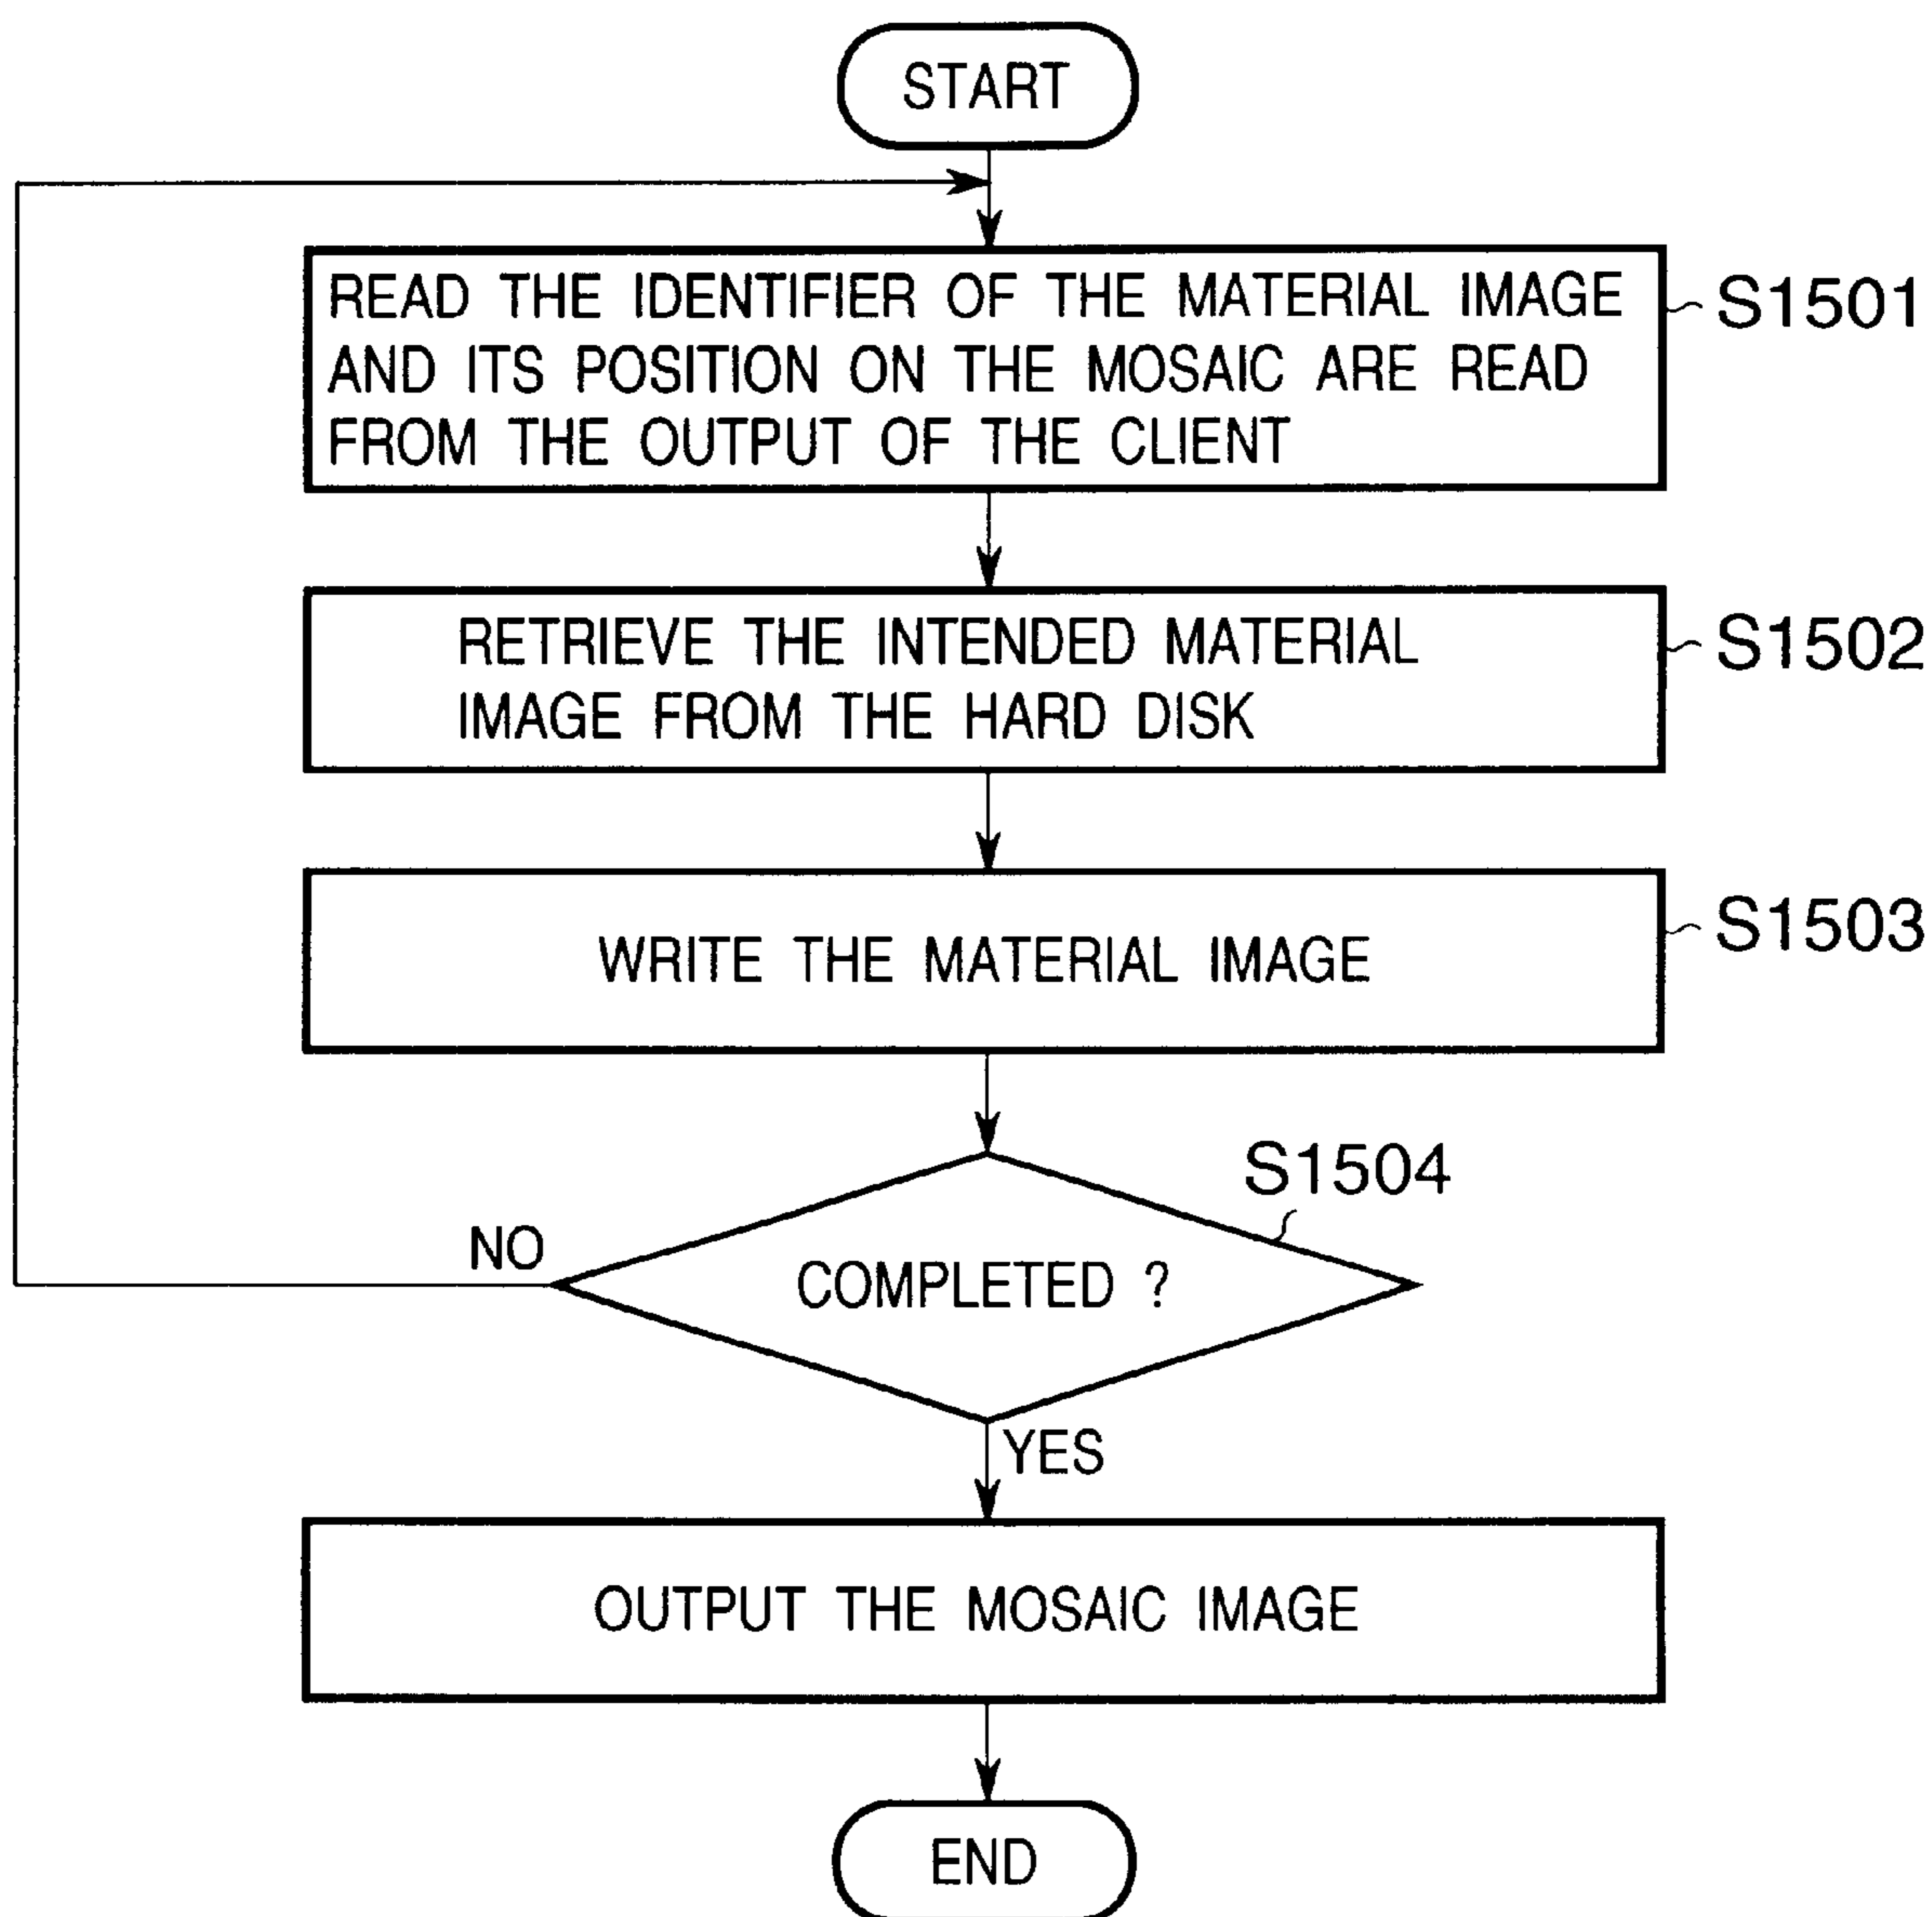 START
READ THE IDENTIFIER OF THE MATERIAL IMAGE
AND ITS POSITION ON THE MOSAIC ARE READ
FROM THE OUTPUT OF THE CLIENT
S1501
RETRIEVE THE INTENDED MATERIAL
IMAGE FROM THE HARD DISK
S1502
WRITE THE MATERIAL IMAGE
S1503
S1504
NO
COMPLETED ?
YES
OUTPUT THE MOSAIC IMAGE
END